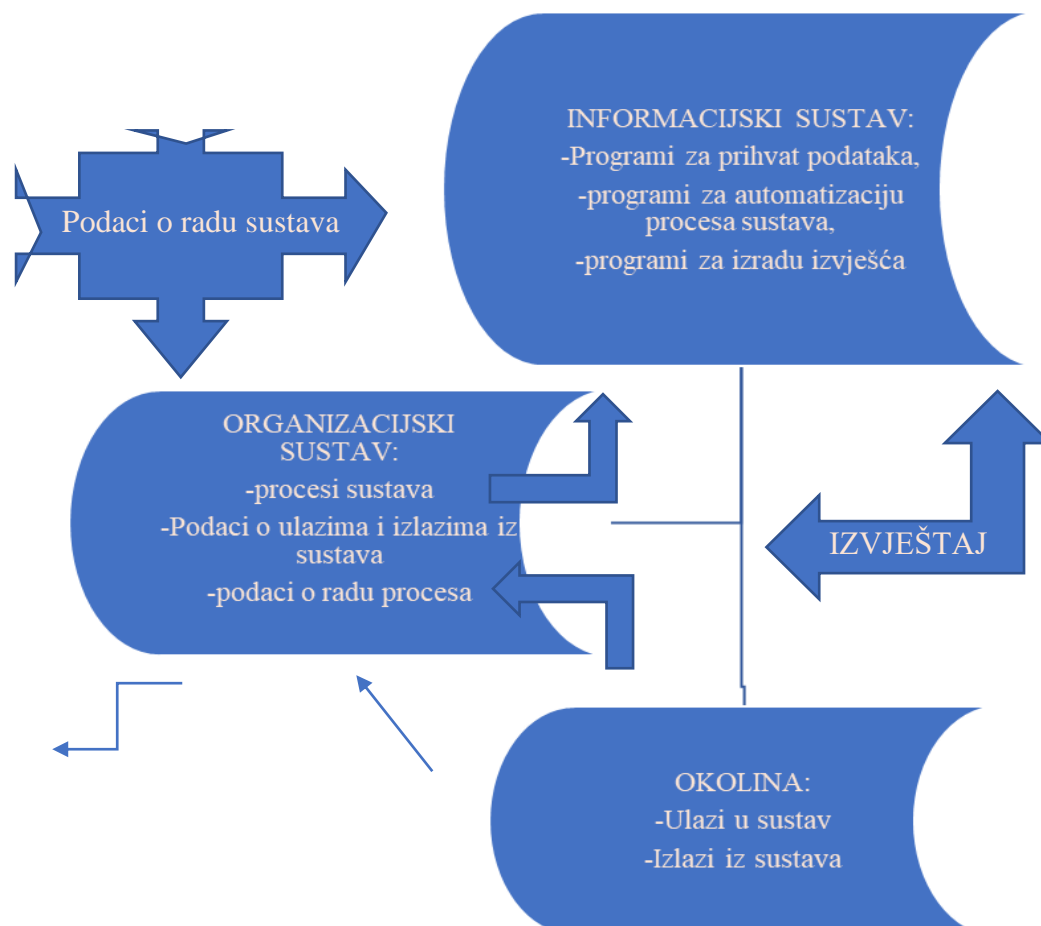 INFORMACIJSKI SUSTAV:
-Programi za prihvat podataka,
-programi za automatizaciju
procesa sustava,
-programi za izradu izvješća
Podaci o radu sustava
ORGANIZACIJSKI
SUSTAV:
-procesi sustava
-Podaci o ulazima i izlazima iz
sustava
-podaci o radu procesa
IZVJEŠTAJ
OKOLINA:
-Ulazi u sustav
-Izlazi iz sustava